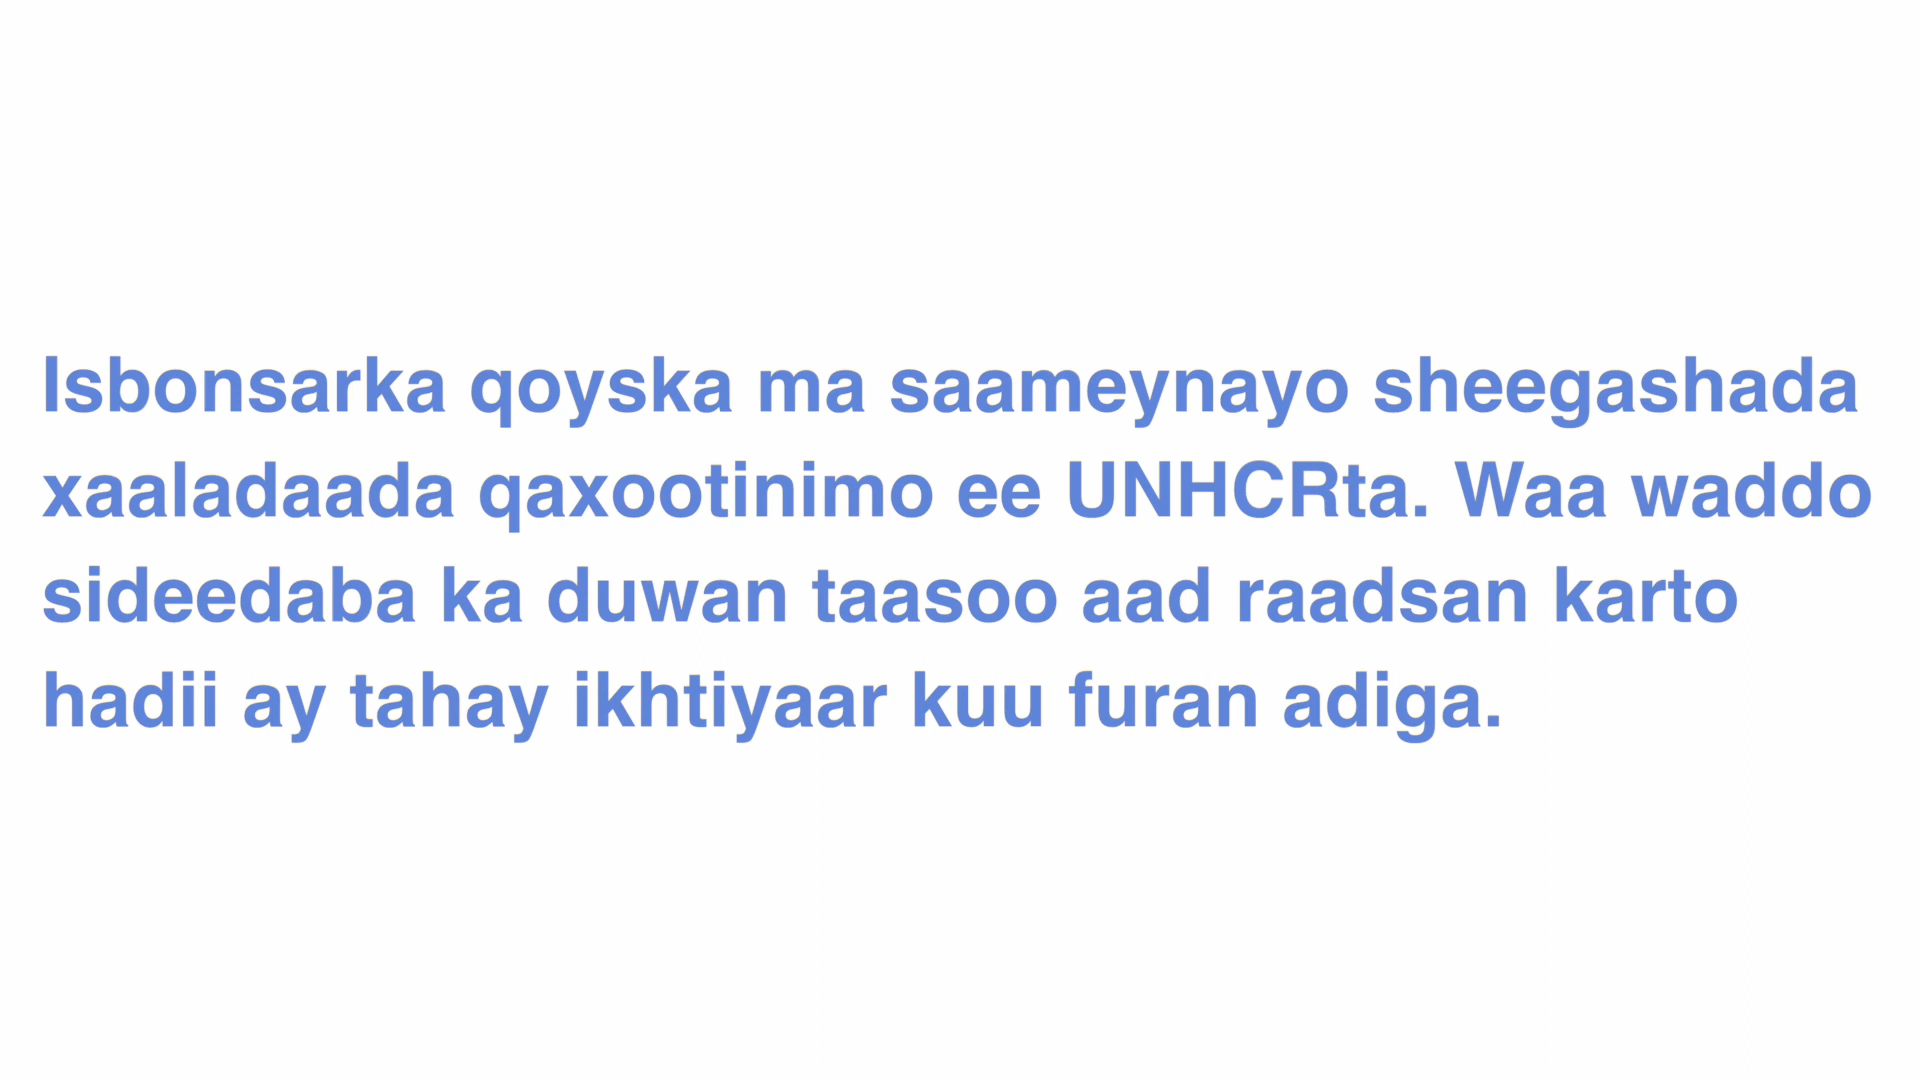 Isbonsarka qoyska ma saameynayo sheegashada
xaaladaada qaxootinimo ee UNHCRta. Waa waddo
sideedaba ka duwan taasoo aad raadsan karto
hadii ay tahay ikhtiyaar kuu furan adiga.